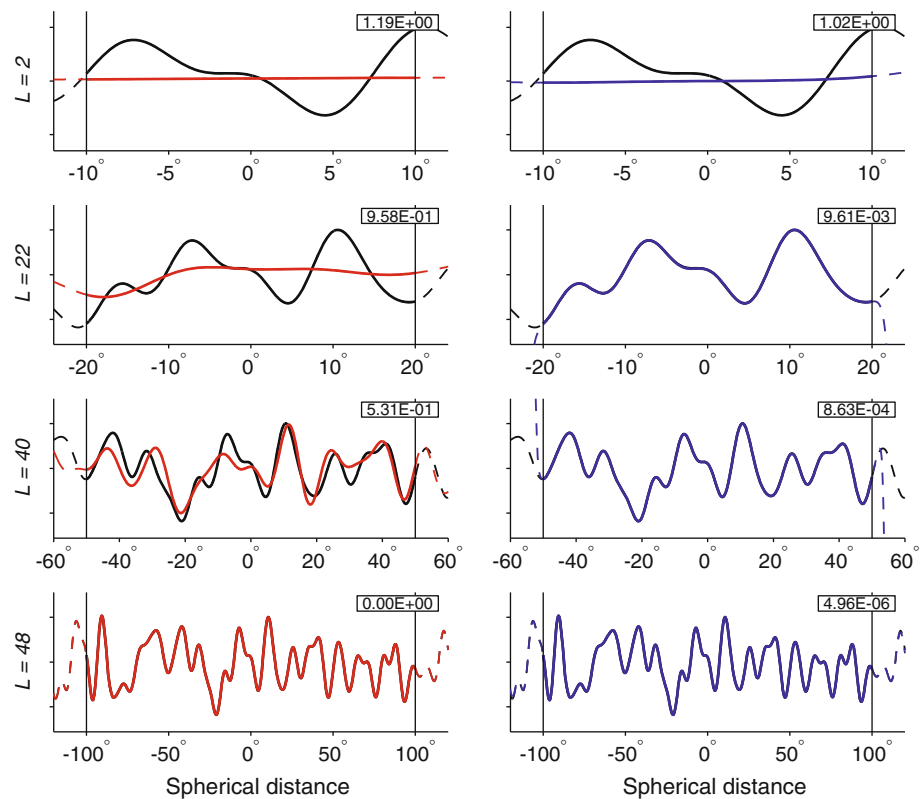 1.19E+00 1.02E+00
L = 2
-10° -5° 0° 5° 10° -10° -5° 0° 5° 10°
9.58E-01 9.61E-03
L = 22
-20° -10° 0° 10° 20° -20° -10° 0° 10° 20°
5.31E-01 8.63E-04
L = 40
-60° -40° -20° 0° 20° 40° 60° -60° -40° -20° 0° 20° 40° 60°
0.00E+00 4.96E-06
L = 48
-100° -50° 0° 50° 100° -100° -50° 0° 50° 100°
Spherical distance Spherical distance